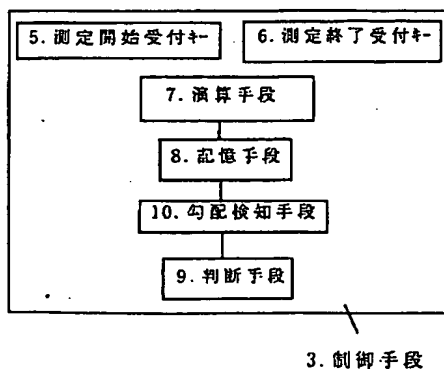 5. 測定開始受付キー
6. 測定終了受付キー
7. 演算手段
8. 記憶手段
10. 勾配検知手段
9. 判断手段
3. 制御手段